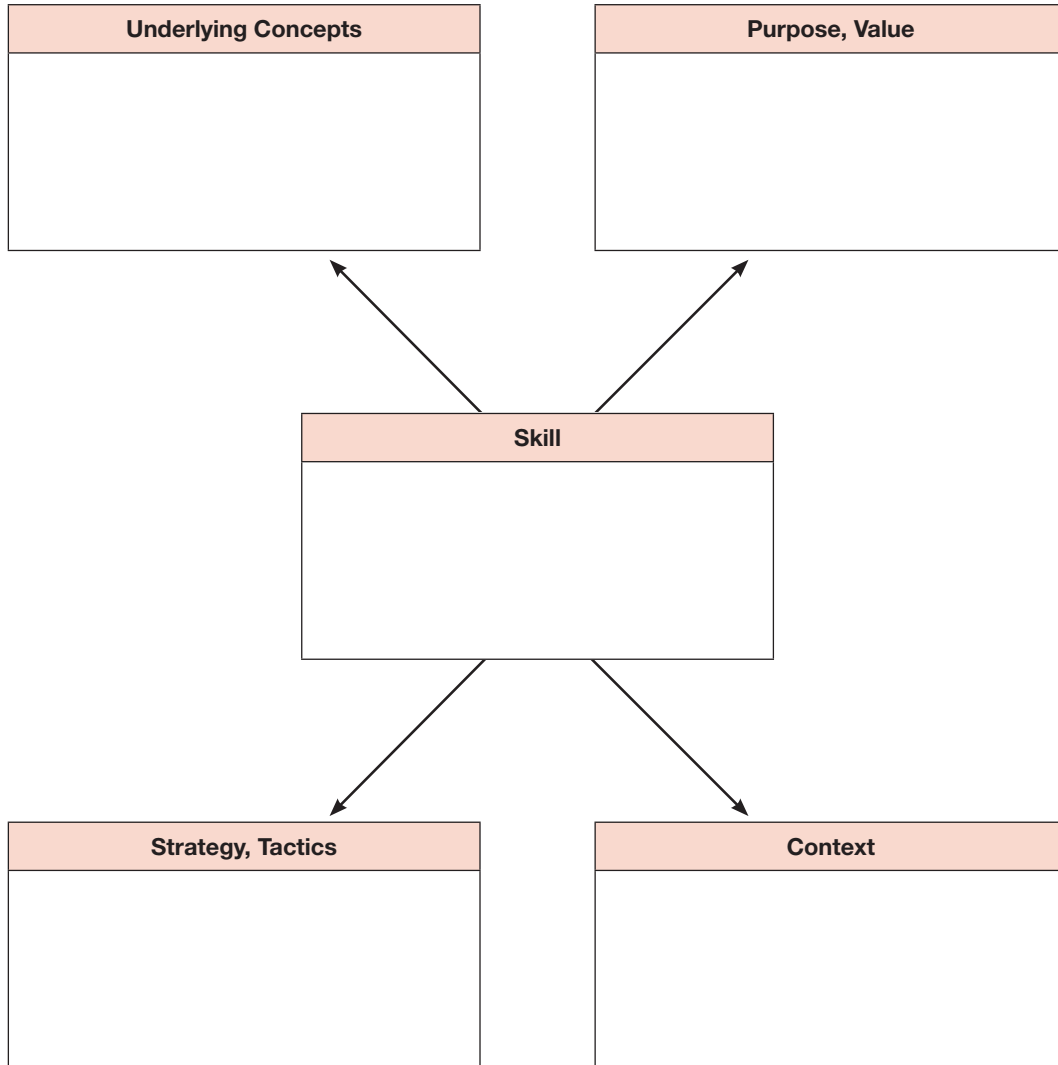 Underlying Concepts
Purpose, Value
Skill
Strategy, Tactics
Context